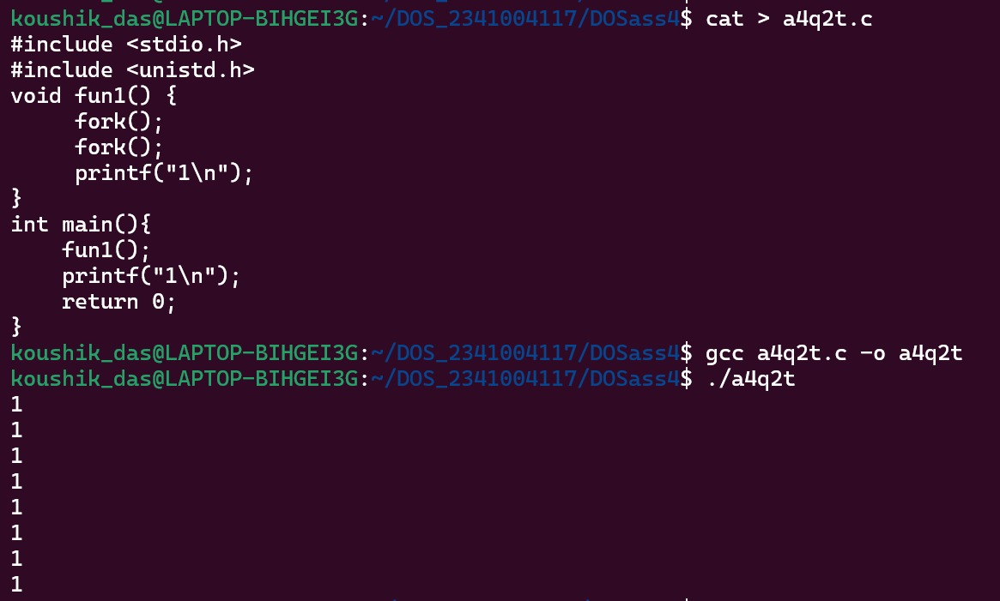 koushik_das@LAPTOP-BIHGEI3G:~/DOS_2341004117/DOSass4$ cat > a4q2t.c
#include <stdio.h>
#include <unistd.h>
void fun1() {
     fork();
     fork();
     printf("1\n");
}
int main(){
    fun1();
    printf("1\n");
    return 0;
}
koushik_das@LAPTOP-BIHGEI3G:~/DOS_2341004117/DOSass4$ gcc a4q2t.c -o a4q2t
koushik_das@LAPTOP-BIHGEI3G:~/DOS_2341004117/DOSass4$ ./a4q2t
1
1
1
1
1
1
1
1